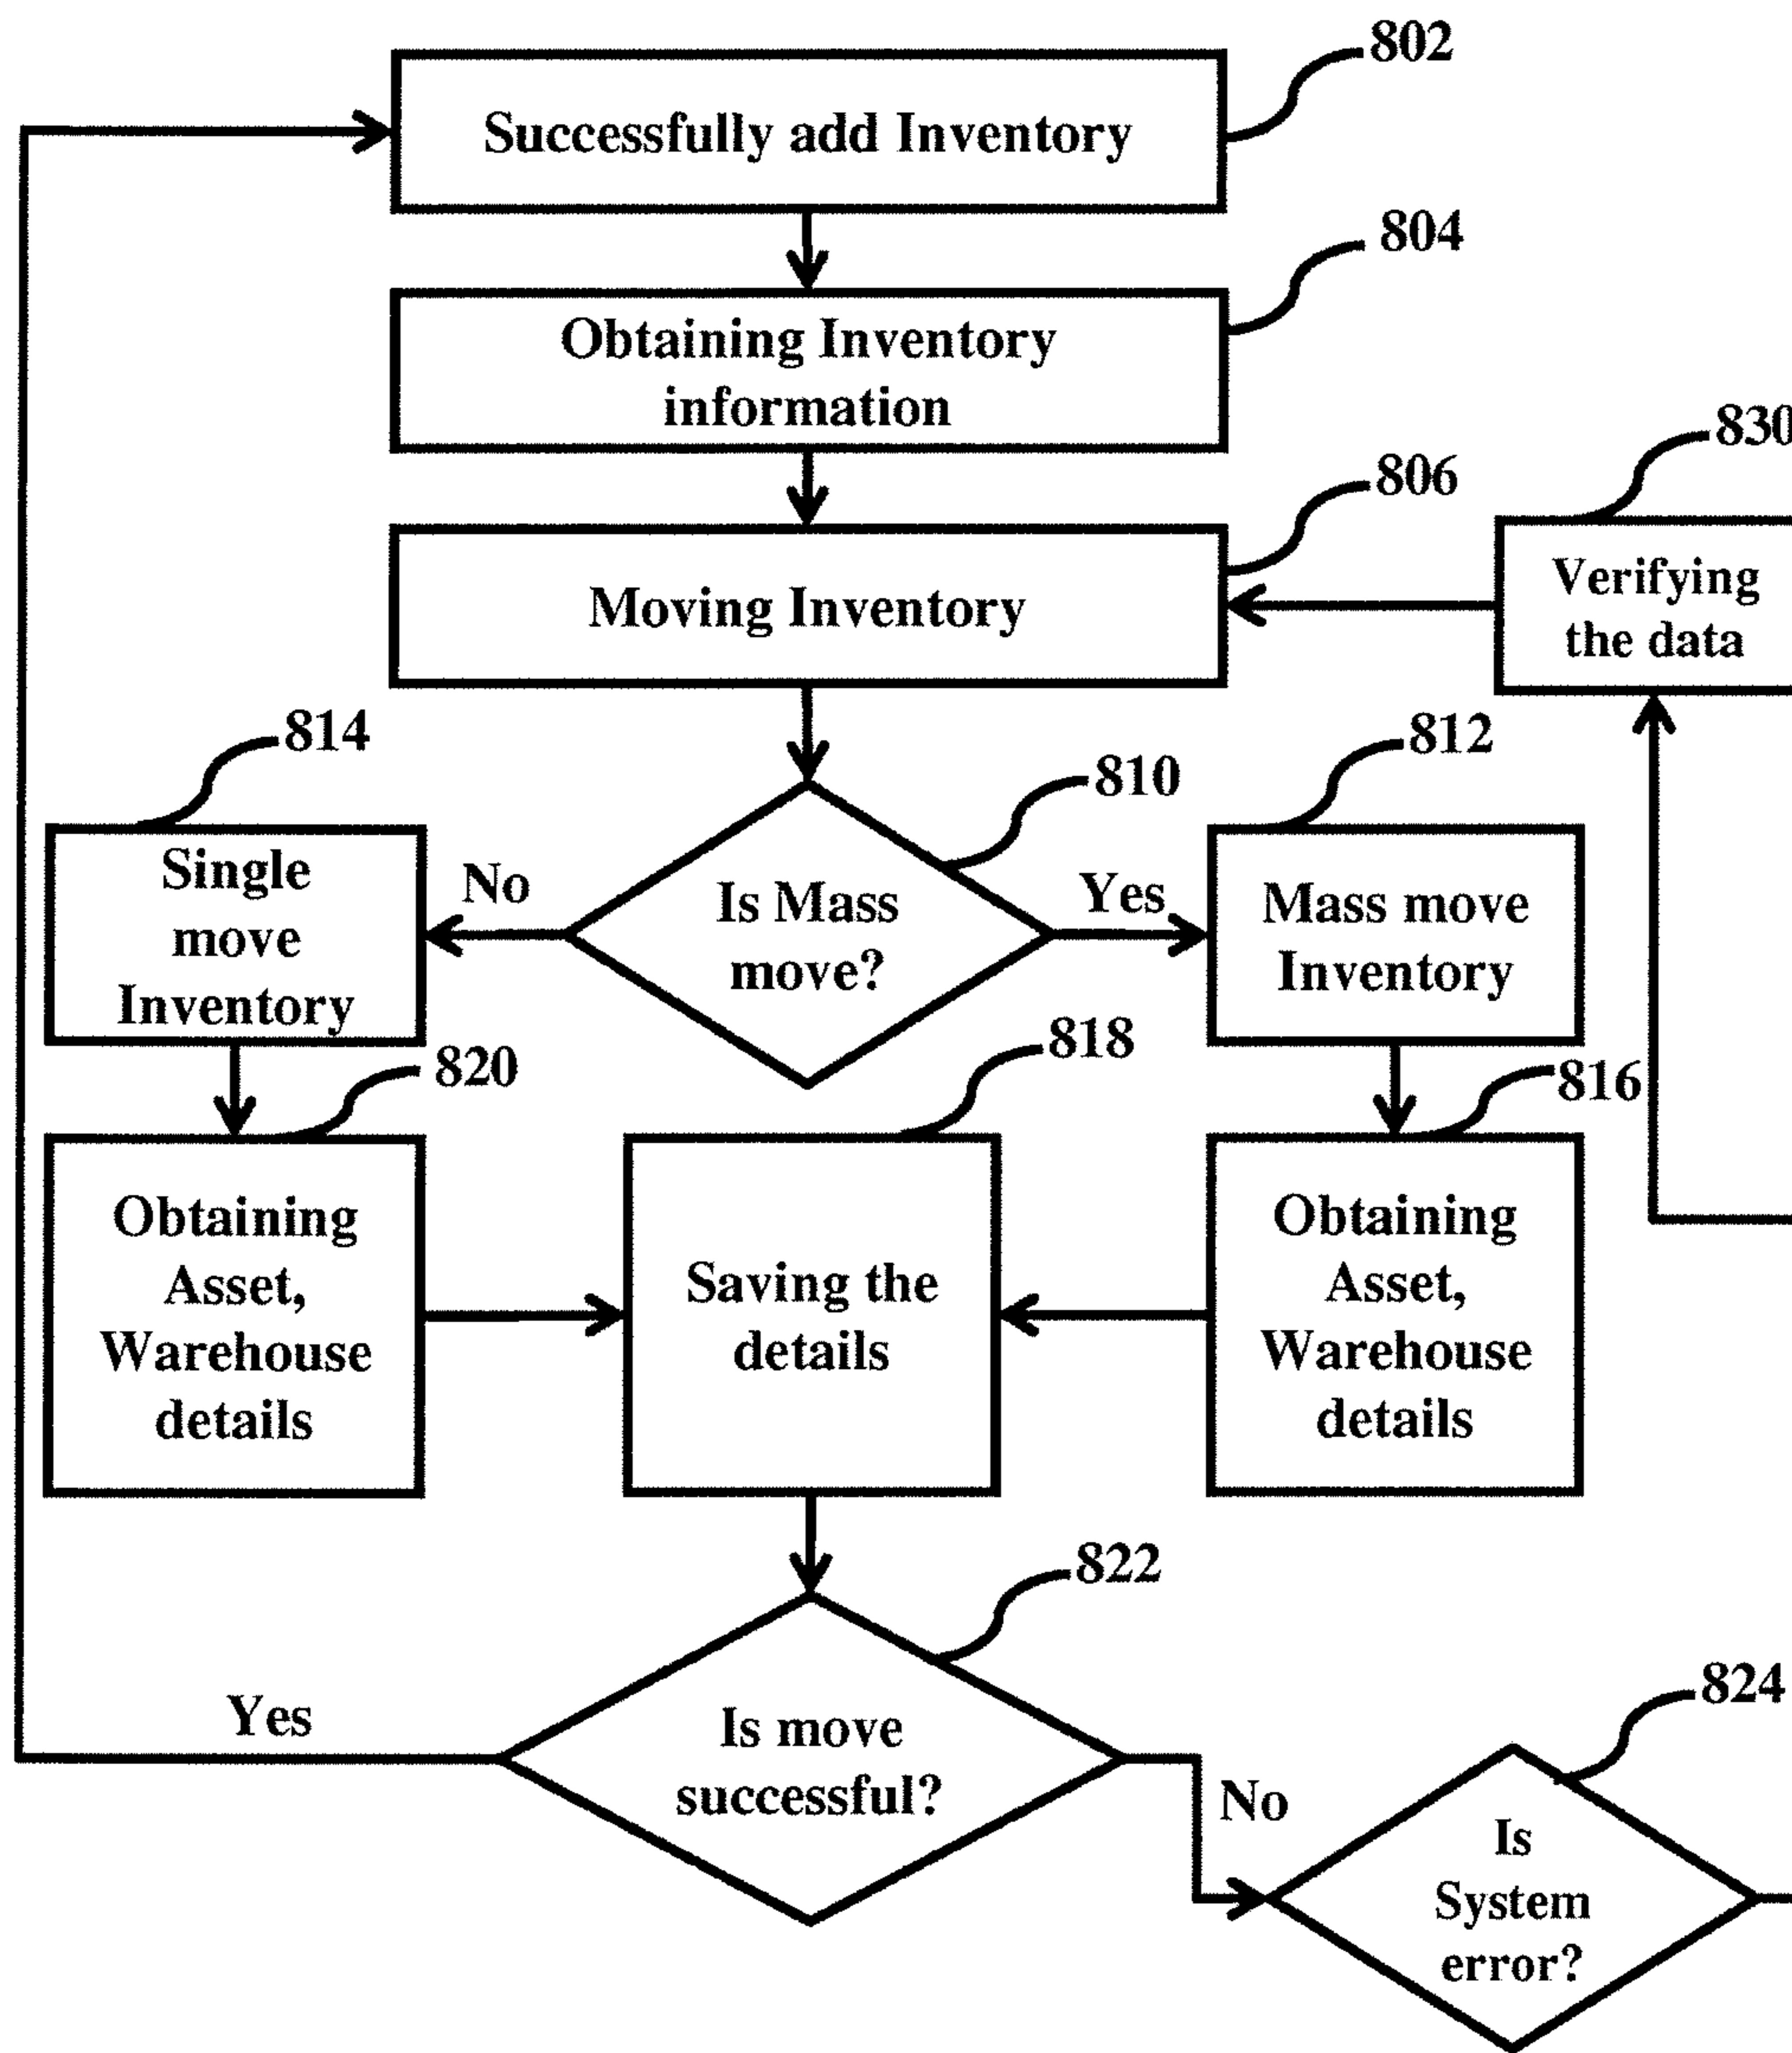 802
Successfully add Inventory
804
Obtaining Inventory
information
830
806
Moving Inventory
Verifying
the data
814
812
810
Single
move
Inventory
No
Is Mass
move?
Yes
Mass move
Inventory
820
818
816
Obtaining
Asset,
Warehouse
details
Saving the
details
Obtaining
Asset,
Warehouse
details
822
Yes
Is move
successful?
No
824
Is
System
error?